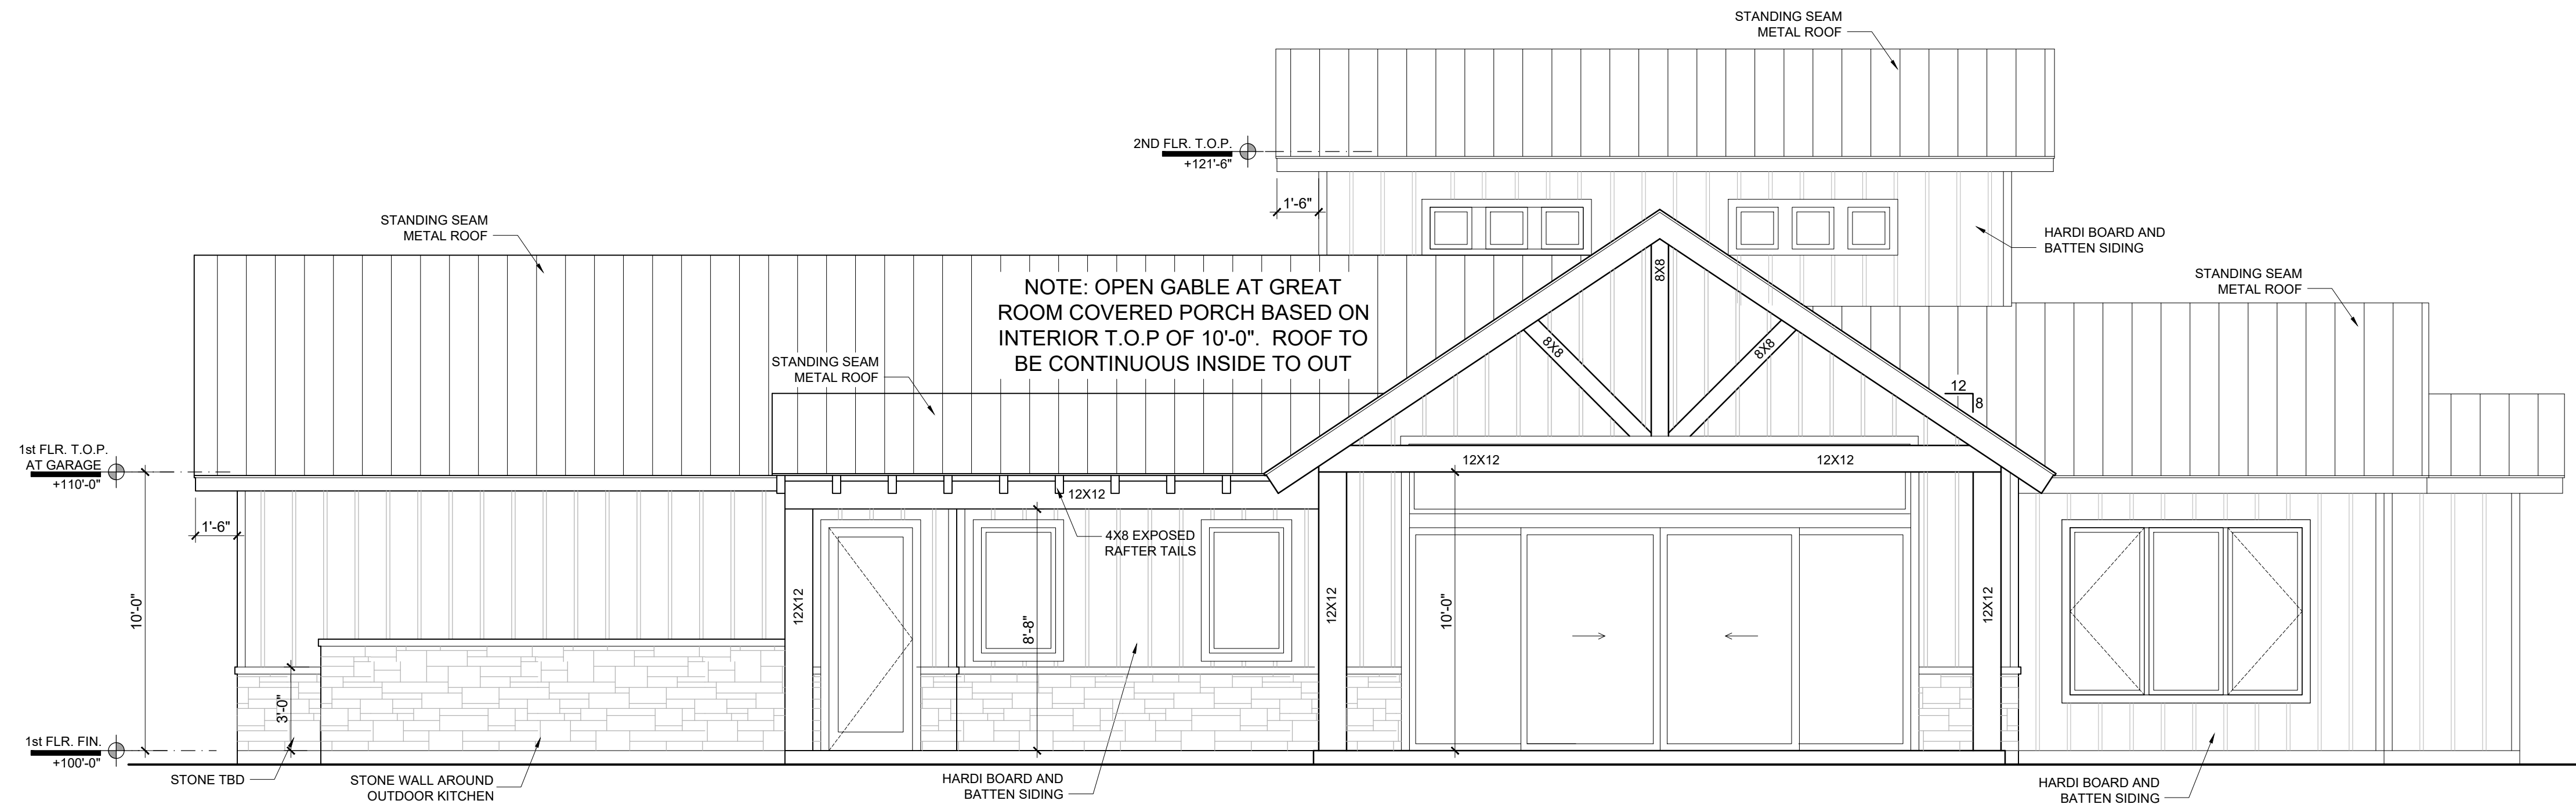 STANDING SEAM
METAL ROOF
2ND FLR. T.O.P.
+121'-6"
1'-6"
STANDING SEAM
METAL ROOF
HARDI BOARD AND
BATTEN SIDING
STANDING SEAM
METAL ROOF
NOTE: OPEN GABLE AT GREAT
ROOM COVERED PORCH BASED ON
INTERIOR T.O.P OF 10'-0". ROOF TO
BE CONTINUOUS INSIDE TO OUT
8X8
8X8
8X8
STANDING SEAM
METAL ROOF
12
8
1st FLR. T.O.P.
AT GARAGE
+110'-0"
12X12
12X12
12X12
1'-6"
4X8 EXPOSED
RAFTER TAILS
10'-0"
12X12
8'-8"
12X12
10'-0"
12X12
3'-0"
1st FLR. FIN.
+100'-0"
STONE TBD
STONE WALL AROUND
OUTDOOR KITCHEN
HARDI BOARD AND
BATTEN SIDING
HARDI BOARD AND
BATTEN SIDING